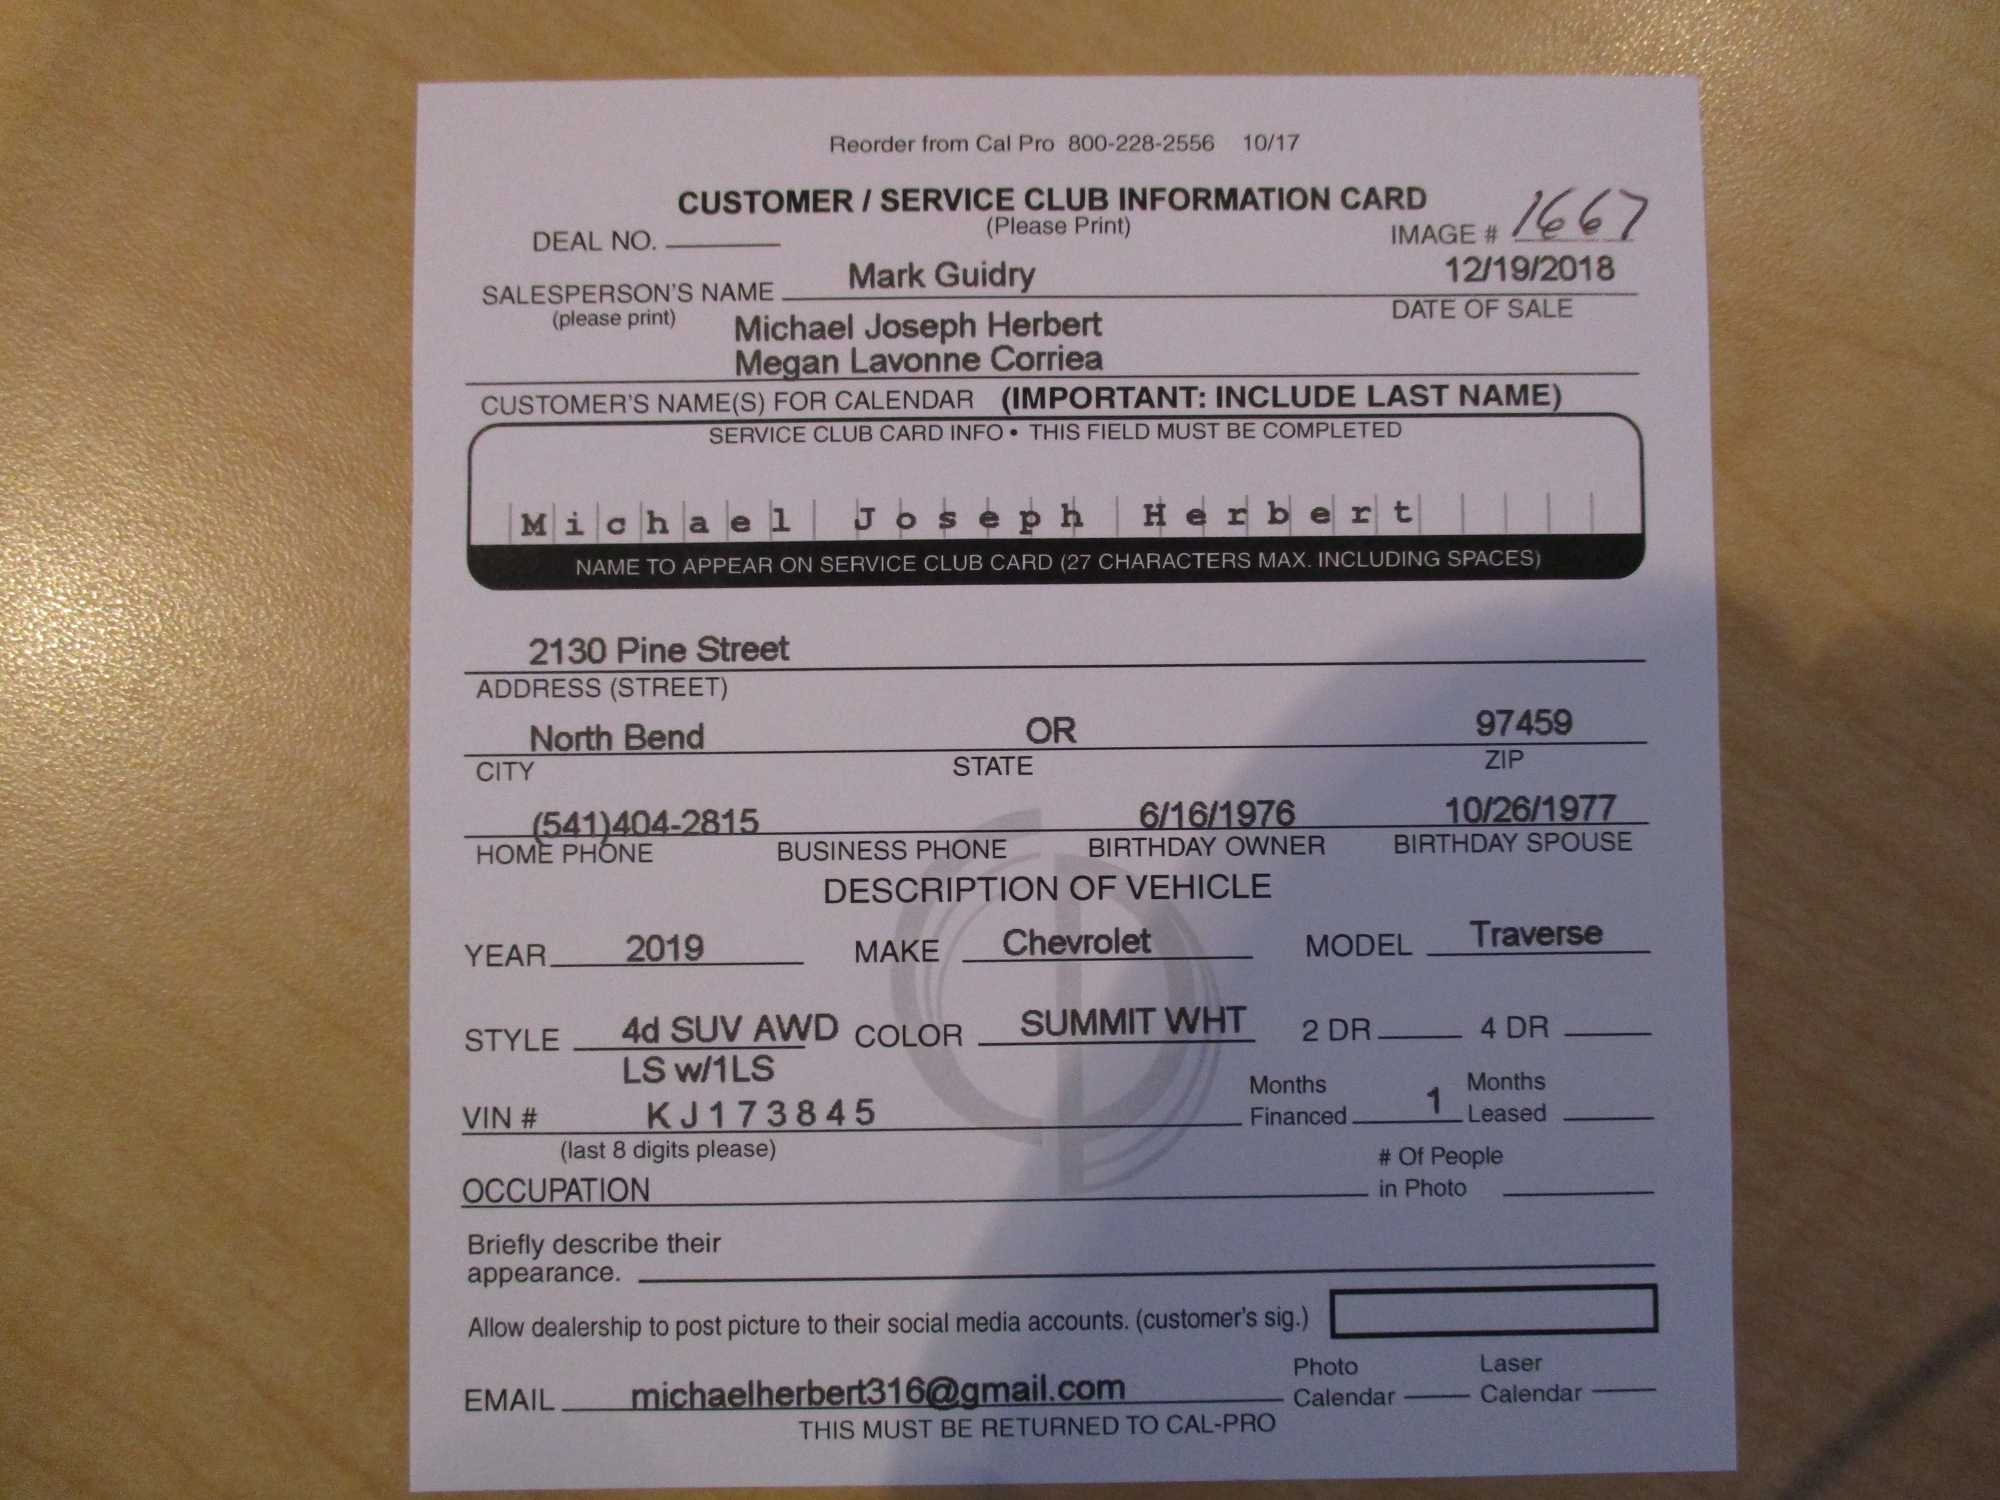 Reorder from Cal Pro 800-228-2556 10/17
CUSTOMER / SERVICE CLUB INFORMATION CARD
(Please Print)
DEAL NO. IMAGE # 1667
SALESPERSON'S NAME Mark Guidry 12/19/2018
(please print) DATE OF SALE
Michael Joseph Herbert
Megan Lavonne Corriea
CUSTOMER'S NAME(S) FOR CALENDAR (IMPORTANT: INCLUDE LAST NAME)
SERVICE CLUB CARD INFO • THIS FIELD MUST BE COMPLETED
Michael Joseph Herbert
NAME TO APPEAR ON SERVICE CLUB CARD (27 CHARACTERS MAX. INCLUDING SPACES)
2130 Pine Street
ADDRESS (STREET)
North Bend OR 97459
CITY STATE ZIP
(541)404-2815 6/16/1976 10/26/1977
HOME PHONE BUSINESS PHONE BIRTHDAY OWNER BIRTHDAY SPOUSE
DESCRIPTION OF VEHICLE
YEAR 2019 MAKE Chevrolet MODEL Traverse
STYLE 4d SUV AWD COLOR SUMMIT WHT 2 DR 4 DR
LS w/1LS
Months Months
VIN # KJ173845 Financed 1 Leased
(last 8 digits please)
# Of People
OCCUPATION in Photo
Briefly describe their
appearance.
Allow dealership to post picture to their social media accounts. (customer's sig.)
Photo Laser
EMAIL michaelherbert316@gmail.com Calendar Calendar
THIS MUST BE RETURNED TO CAL-PRO